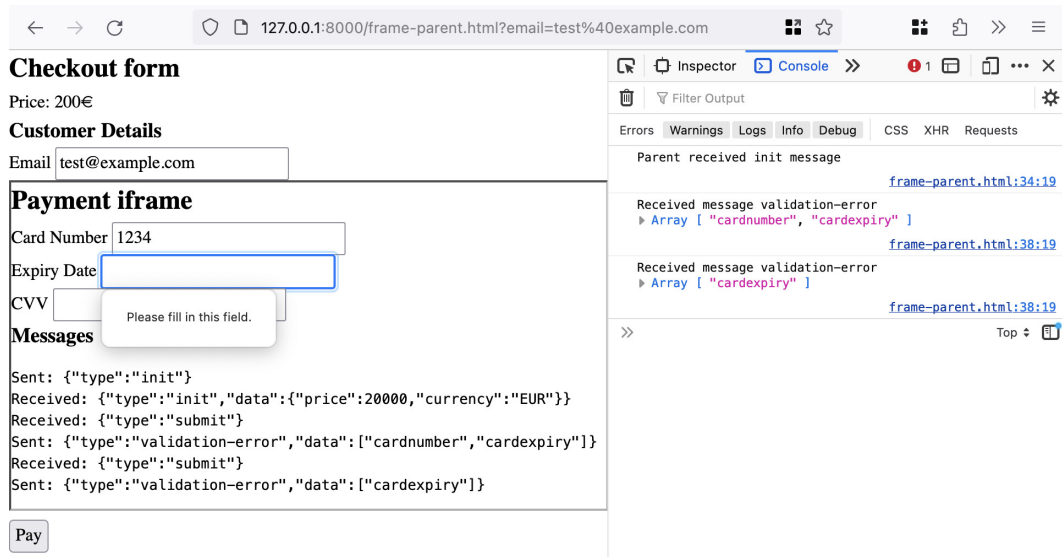 127.0.0.1:8000/frame-parent.html?email=test%40example.com
Checkout form
Price: 200€
Customer Details
Email test@example.com
Payment iframe
Card Number 1234
Expiry Date
CVV
Please fill in this field.
Messages
Sent: {"type":"init"}
Received: {"type":"init","data":{"price":20000,"currency":"EUR"}}
Received: {"type":"submit"}
Sent: {"type":"validation-error","data":["cardnumber","cardexpiry"]}
Received: {"type":"submit"}
Sent: {"type":"validation-error","data":["cardexpiry"]}
Pay
Inspector Console 1
Filter Output
Errors Warnings Logs Info Debug CSS XHR Requests
Parent received init message
frame-parent.html:34:19
Received message validation-error
Array [ "cardnumber", "cardexpiry" ]
frame-parent.html:38:19
Received message validation-error
Array [ "cardexpiry" ]
frame-parent.html:38:19
Top